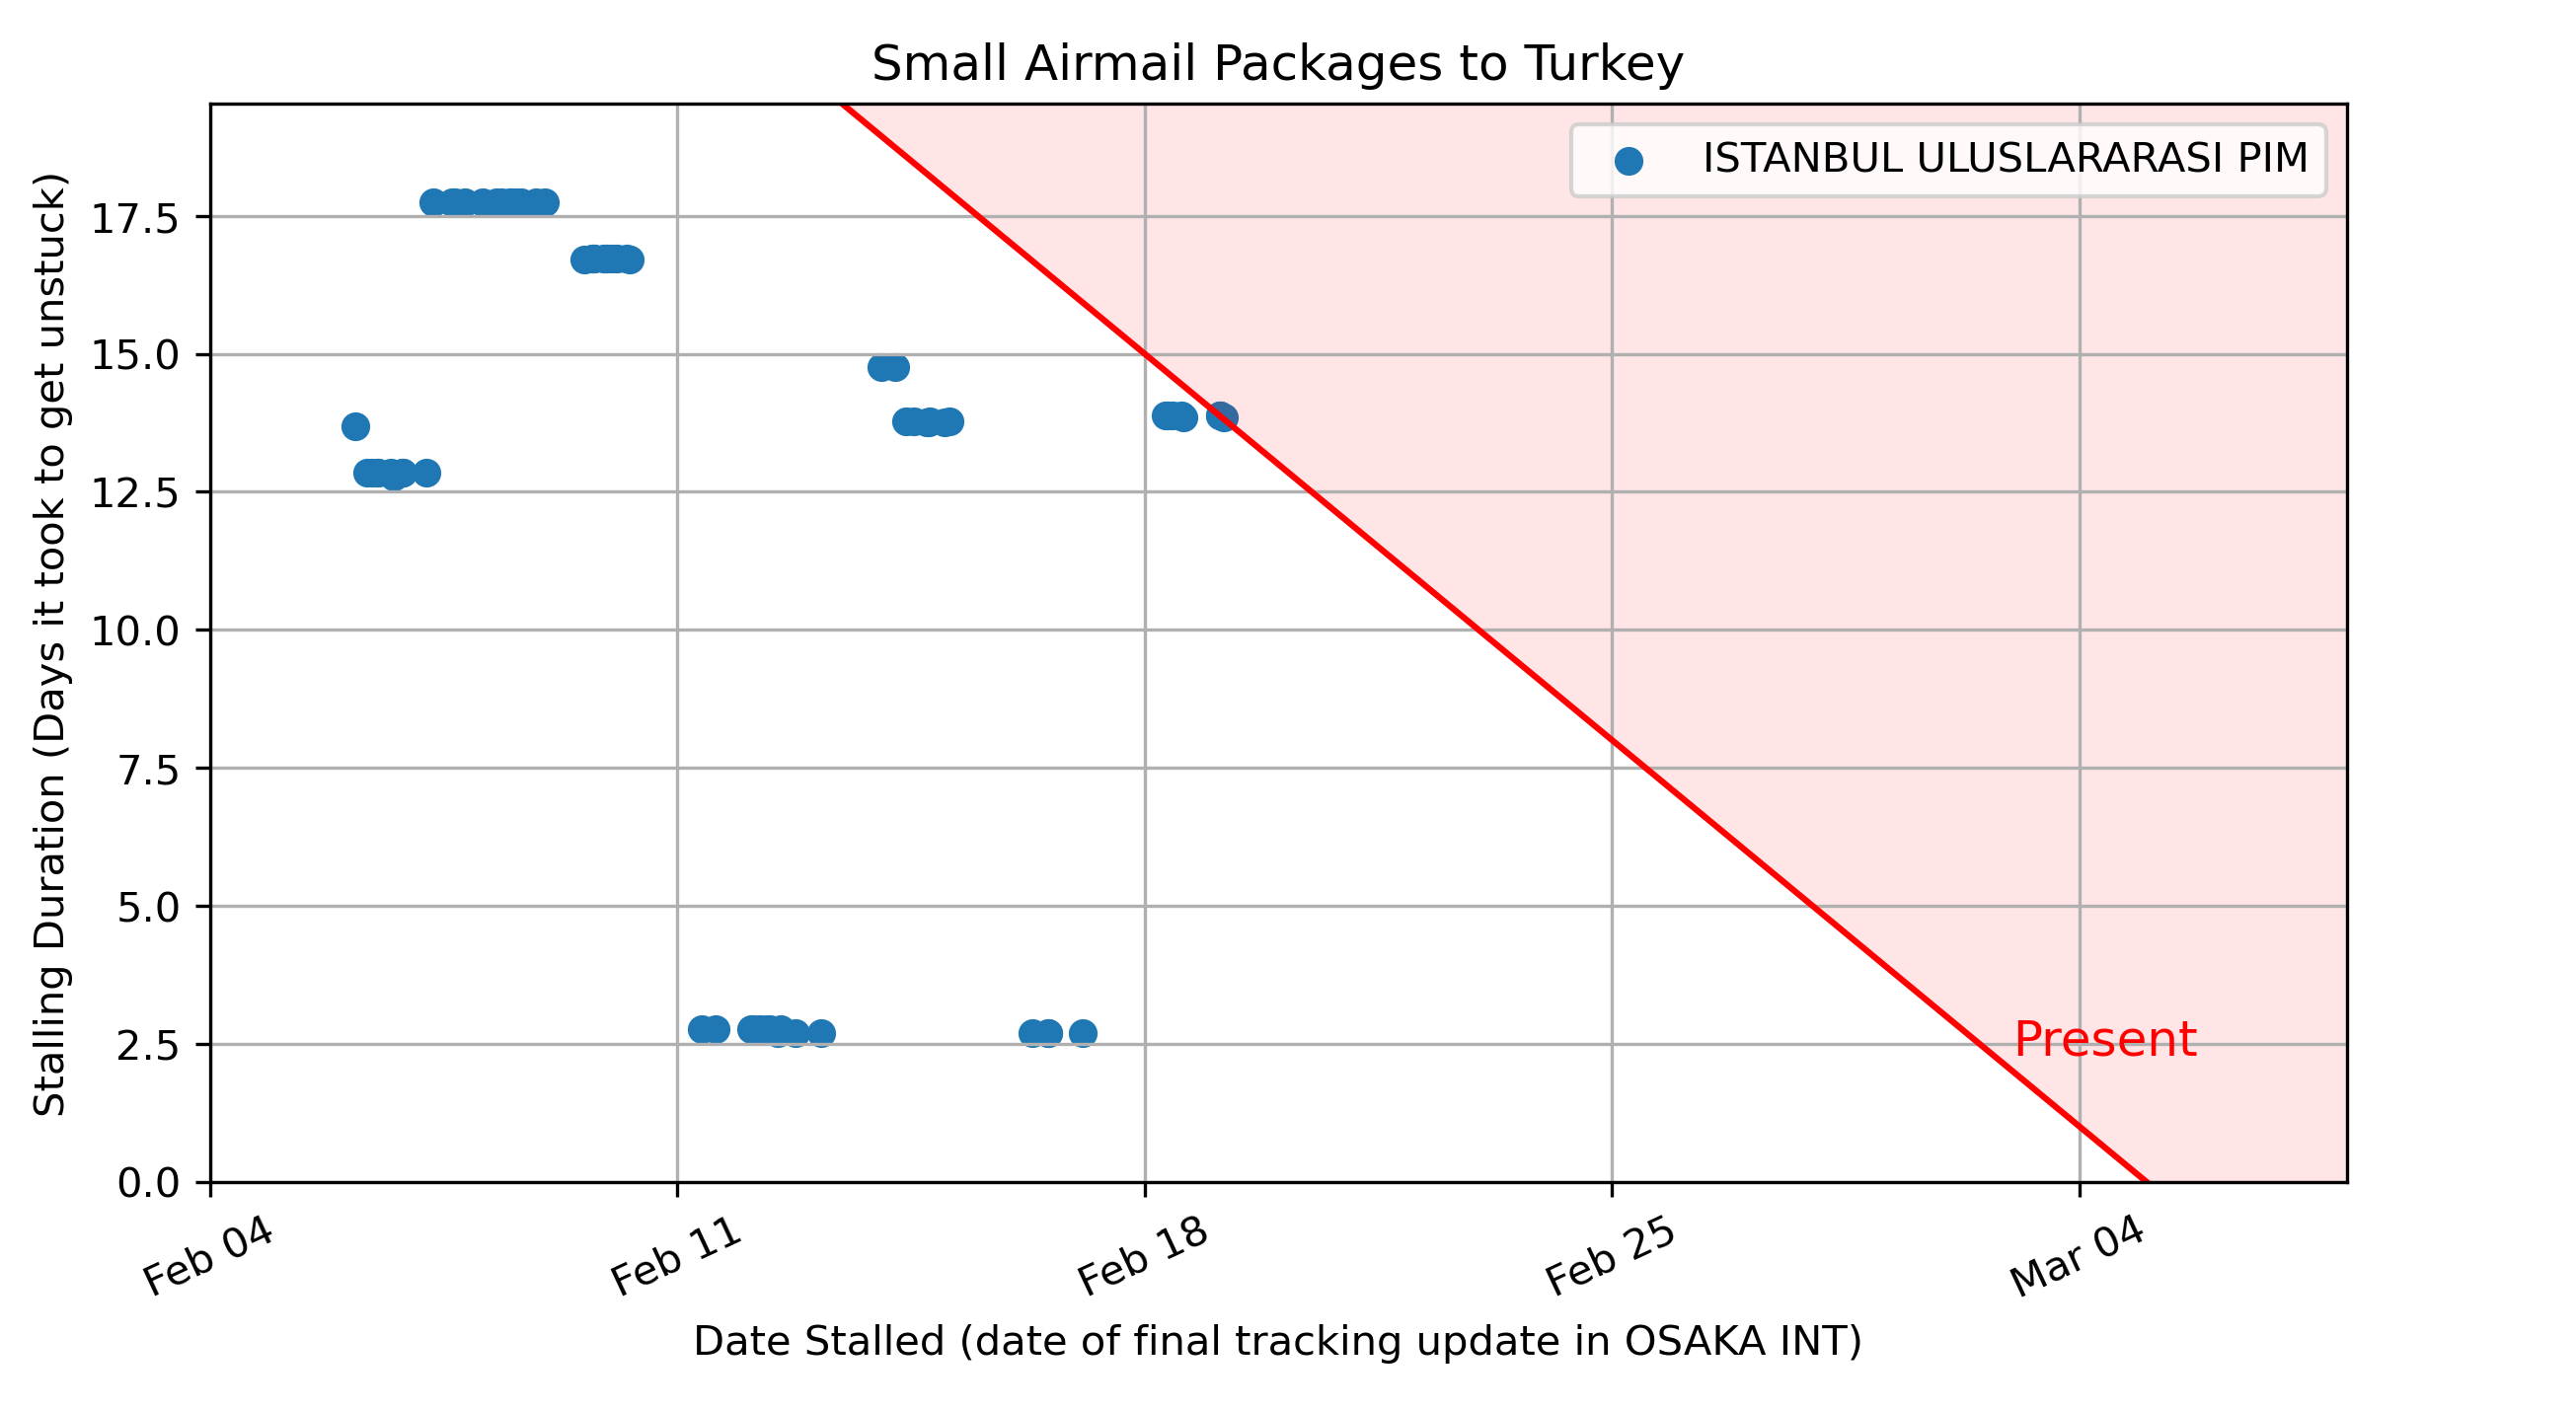 Small Airmail Packages to Turkey
ISTANBUL ULUSLARARASI PIM
Stalling Duration (Days it took to get unstuck)
17.5
15.0
12.5
10.0
7.5
5.0
2.5
0.0
Present
Feb 04
Feb 11
Feb 18
Feb 25
Mar 04
Date Stalled (date of final tracking update in OSAKA INT)